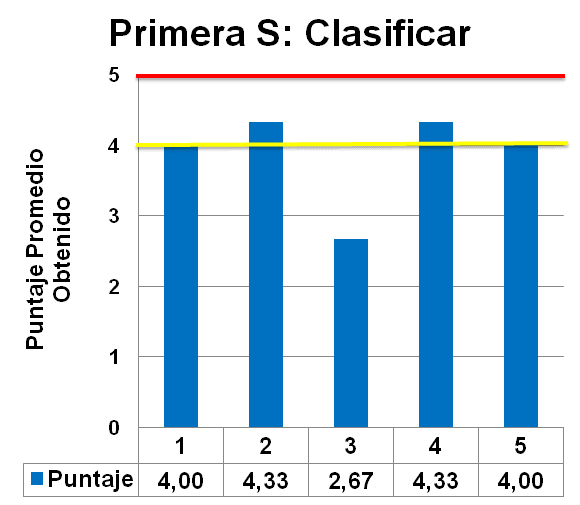 Primera S: Clasificar
Puntaje Promedio
Obtenido
5
4
3
2
1
0
1 2 3 4 5
Puntaje 4,00 4,33 2,67 4,33 4,00